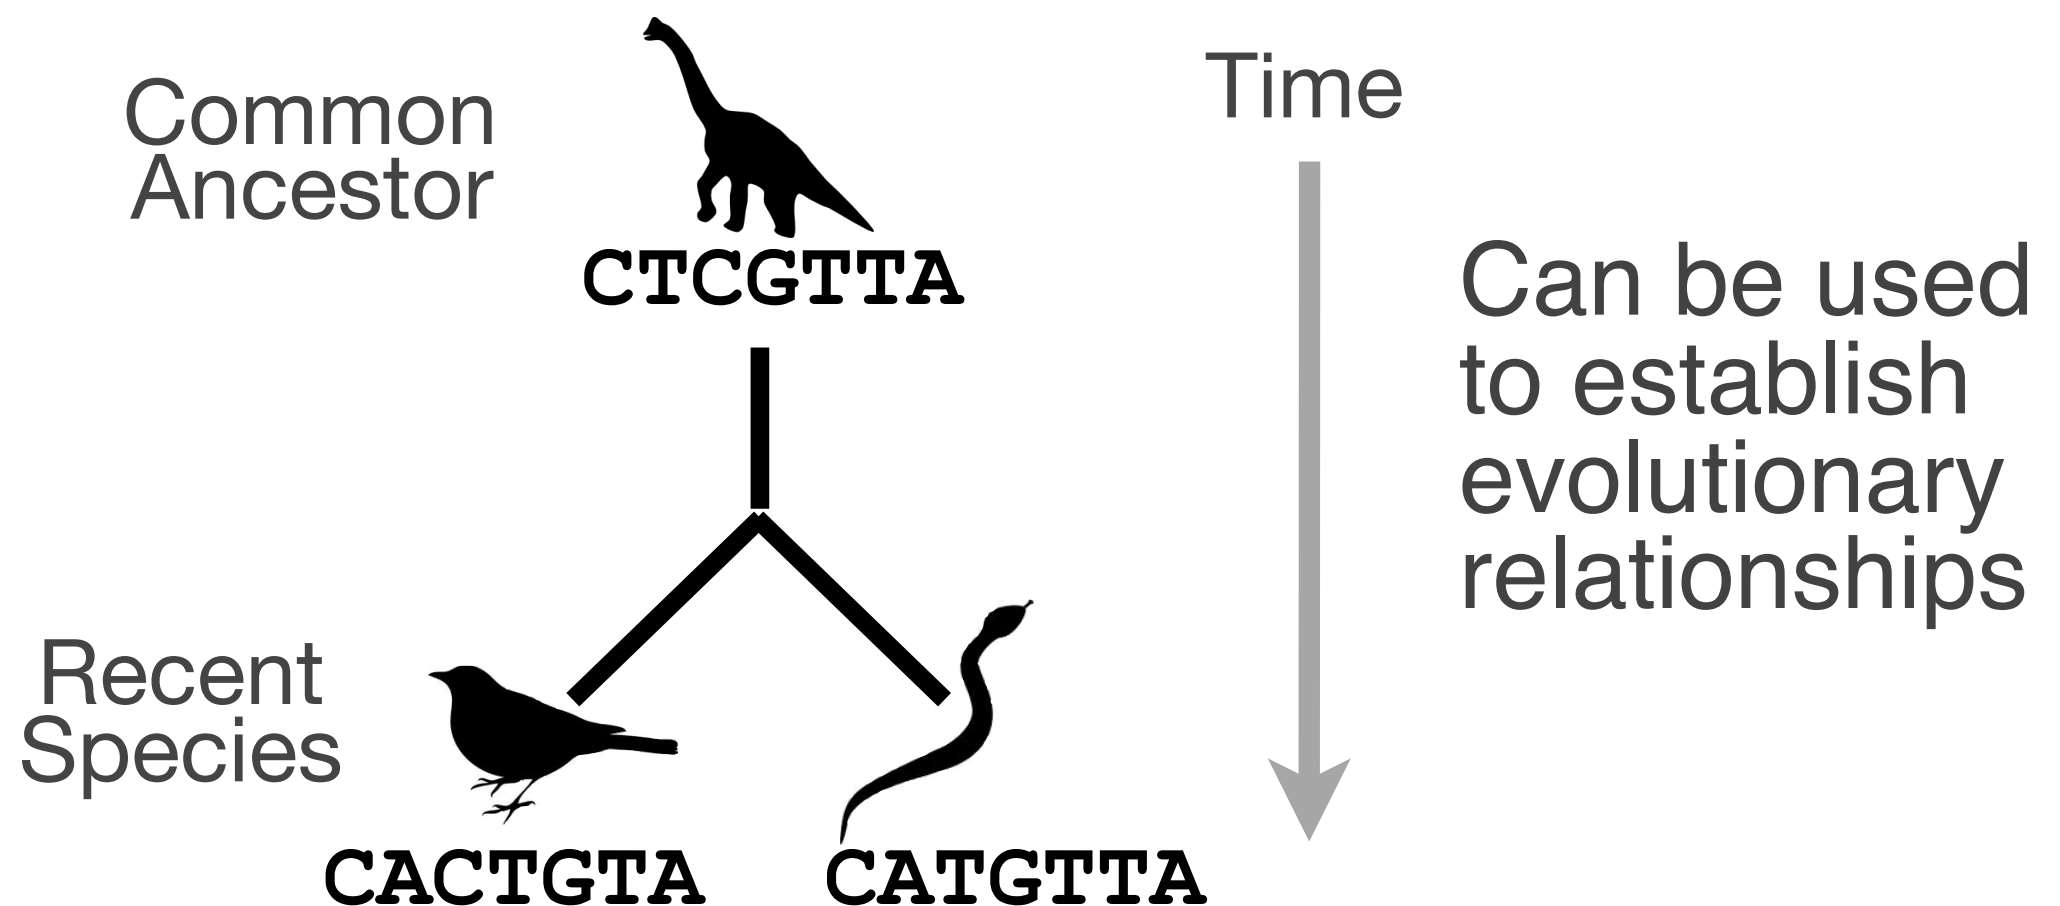 Common
Ancestor
CTCGTTA
Time
Can be used
to establish
evolutionary
relationships
Recent
Species
CACTGTA
CATGTTA